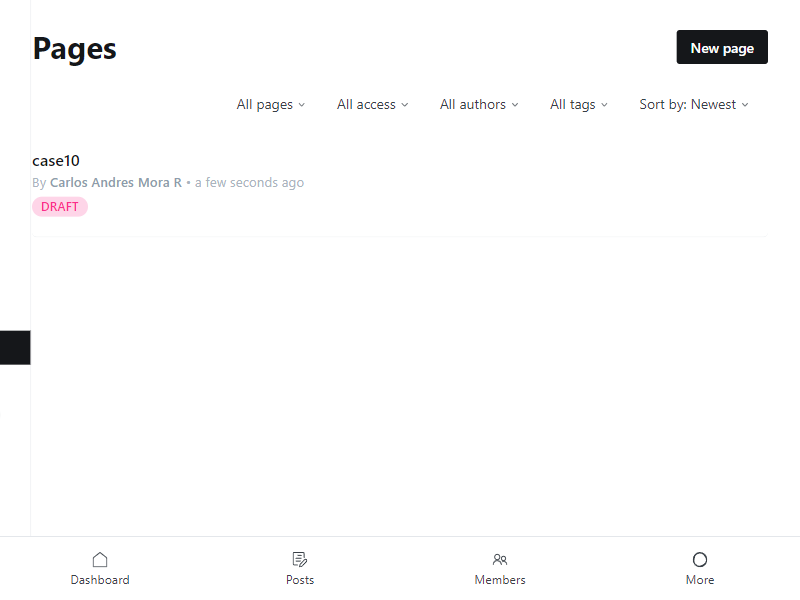 Pages
New page
All pages
All access
All authors
All tags
Sort by: Newest
case10
By Carlos Andres Mora R • a few seconds ago
DRAFT
Dashboard
Posts
Members
More